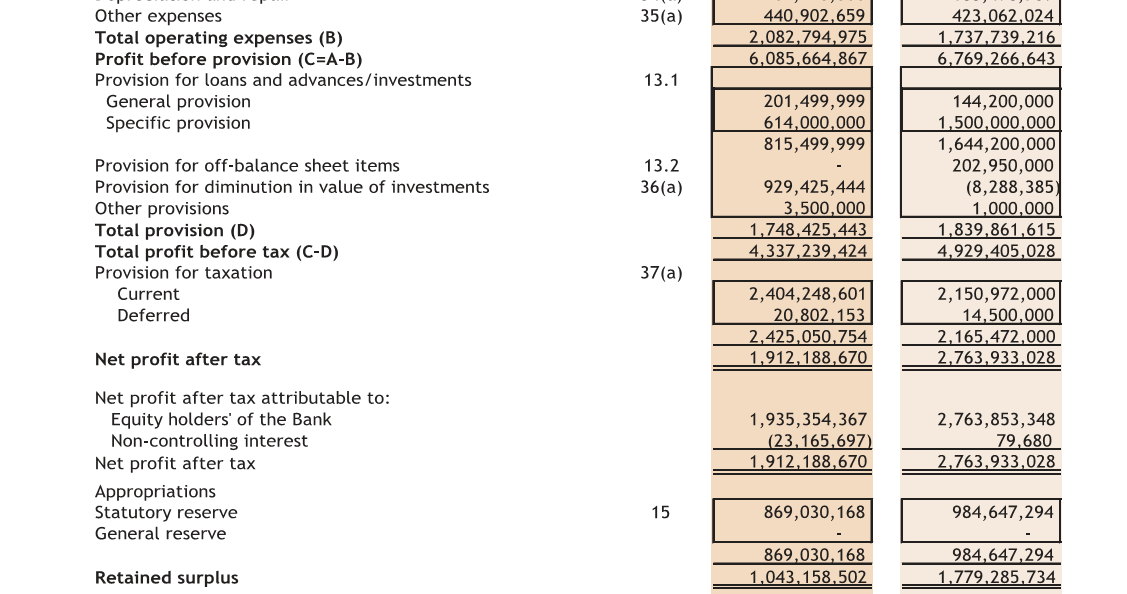 Other expenses 35(a) 440,902,659 423,062,024
Total operating expenses (B) 2,082,794,975 1,737,739,216
Profit before provision (C=A-B) 6,085,664,867 6,769,266,643
Provision for loans and advances/investments 13.1
General provision 201,499,999 144,200,000
Specific provision 614,000,000 1,500,000,000
815,499,999 1,644,200,000
Provision for off-balance sheet items 13.2 - 202,950,000
Provision for diminution in value of investments 36(a) 929,425,444 (8,288,385)
Other provisions 3,500,000 1,000,000
Total provision (D) 1,748,425,443 1,839,861,615
Total profit before tax (C-D) 4,337,239,424 4,929,405,028
Provision for taxation 37(a)
Current 2,404,248,601 2,150,972,000
Deferred 20,802,153 14,500,000
2,425,050,754 2,165,472,000
Net profit after tax 1,912,188,670 2,763,933,028
Net profit after tax attributable to:
Equity holders' of the Bank 1,935,354,367 2,763,853,348
Non-controlling interest (23,165,697) 79,680
Net profit after tax 1,912,188,670 2,763,933,028
Appropriations
Statutory reserve 15 869,030,168 984,647,294
General reserve - -
869,030,168 984,647,294
Retained surplus 1,043,158,502 1,779,285,734